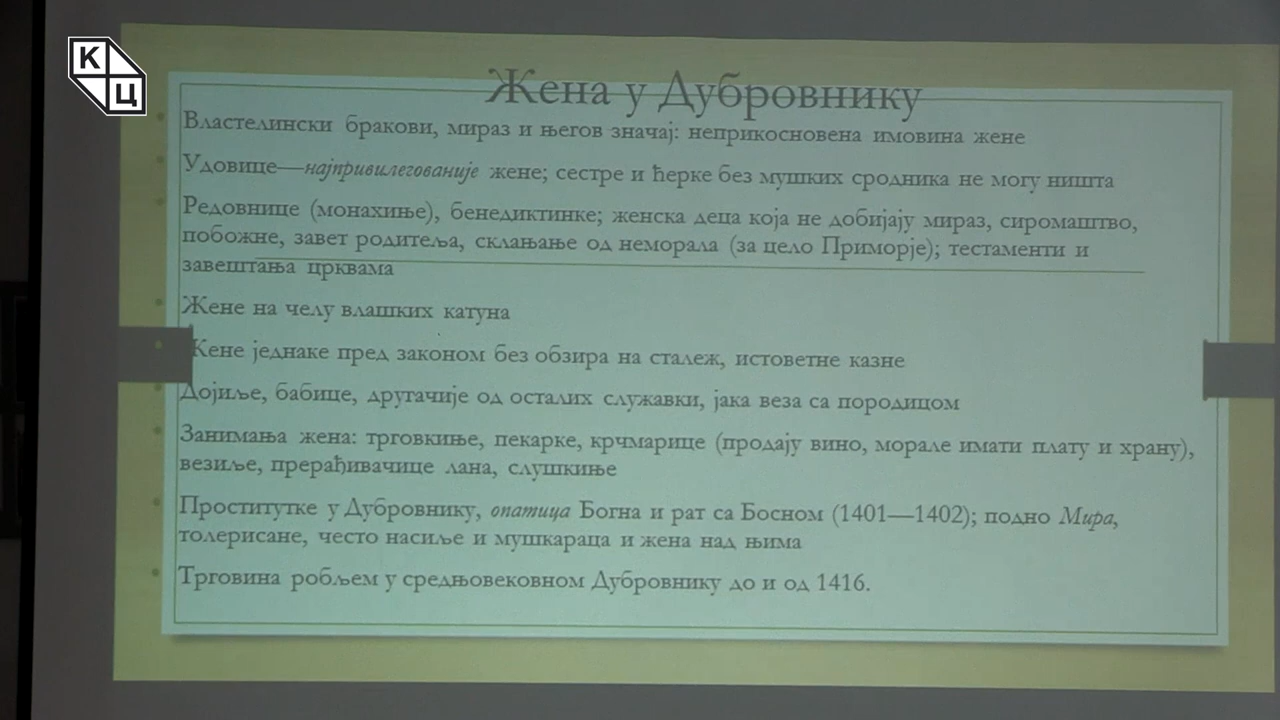 К
Ц
Жена у Дубровнику
Властелински бракови, мираз и његов значај: неприкосновена имовина жене
Удовице—најпривилегованије жене; сестре и ћерке без мушких сродника не могу ништа
Редовнице (монахиње), бенедиктинке; женска деца која не добијају мираз, сиромаштво,
побожне, завет родитеља, склањање од неморала (за цело Приморје); тестаменти и
завештања црквама
Жене на челу влашких катуна
Жене једнаке пред законом без обзира на сталеж, истоветне казне
Дојиље, бабице, другачије од осталих служавки, јака веза са породицом
Занимања жена: трговкиње, пекарке, крчмарице (продају вино, морале имати плату и храну),
везиље, прерађивачице лана, слушкиње
Проститутке у Дубровнику, опатица Богна и рат са Босном (1401—1402); подно Мира,
толерисане, често насиље и мушкараца и жена над њима
Трговина робљем у средњовековном Дубровнику до и од 1416.